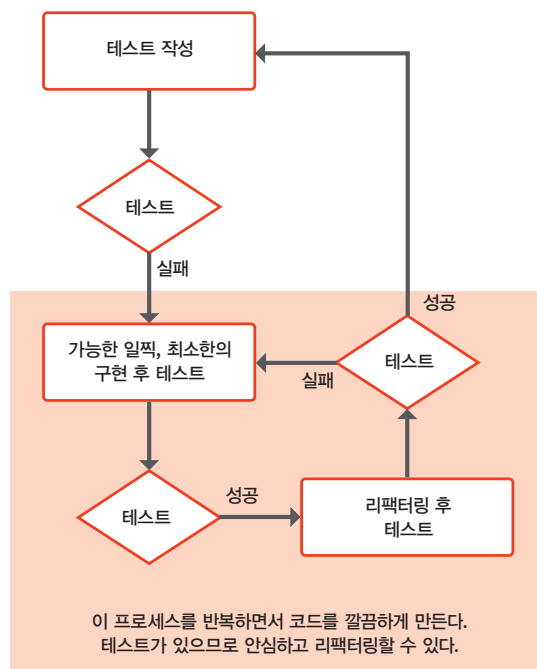 테스트 작성
테스트
실패
성공
가능한 일찍, 최소한의
구현 후 테스트
테스트
실패
테스트
성공
리팩터링 후
테스트
이 프로세스를 반복하면서 코드를 깔끔하게 만든다.
테스트가 있으므로 안심하고 리팩터링할 수 있다.